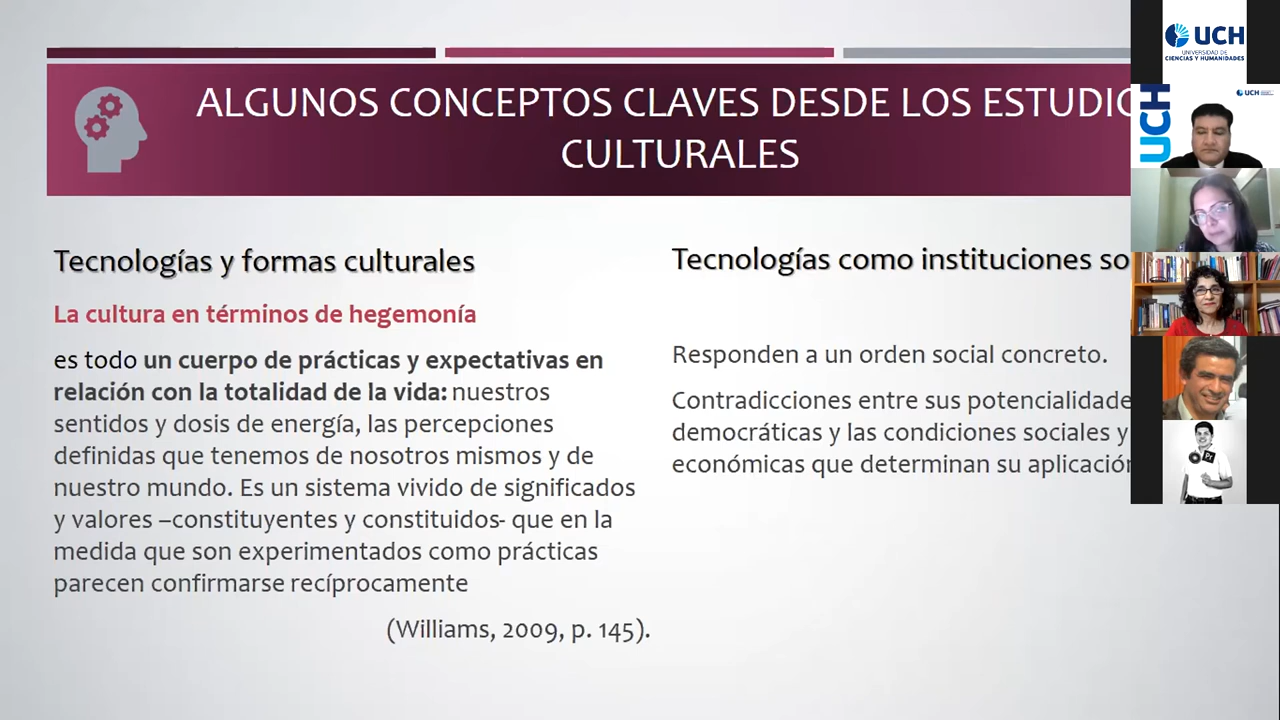 ALGUNOS CONCEPTOS CLAVES DESDE LOS ESTUDIO
CULTURALES
Tecnologías y formas culturales
La cultura en términos de hegemonía
es todo un cuerpo de prácticas y expectativas en
relación con la totalidad de la vida: nuestros
sentidos y dosis de energía, las percepciones
definidas que tenemos de nosotros mismos y de
nuestro mundo. Es un sistema vivido de significados
y valores –constituyentes y constituidos- que en la
medida que son experimentados como prácticas
parecen confirmarse recíprocamente
(Williams, 2009, p. 145).
Tecnologías como instituciones so
Responden a un orden social concreto.
Contradicciones entre sus potencialidade
democráticas y las condiciones sociales y
económicas que determinan su aplicación
UCH
UNIVERSIDAD DE
CIENCIAS Y HUMANIDADES
UCH
UCH
Pr